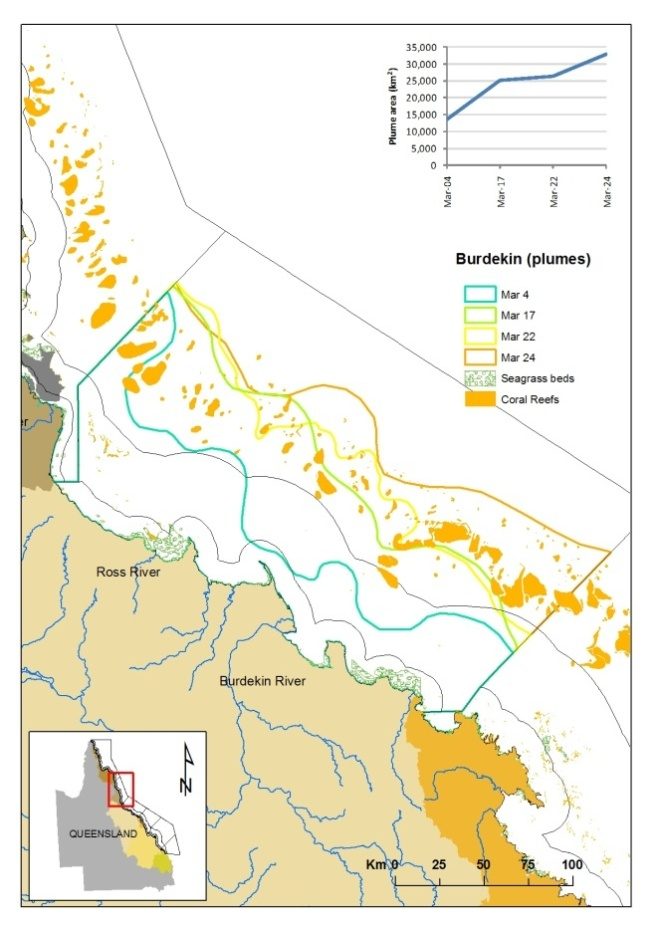 35,000
30,000
25,000
20,000
15,000
10,000
5,000
0
Plume area (km²)
Mar-04
Mar-17
Mar-22
Mar-24
Burdekin (plumes)
Mar 4
Mar 17
Mar 22
Mar 24
Seagrass beds
Coral Reefs
er
Ross River
Burdekin River
N
QUEENSLAND
Km 0 25 50 75 100